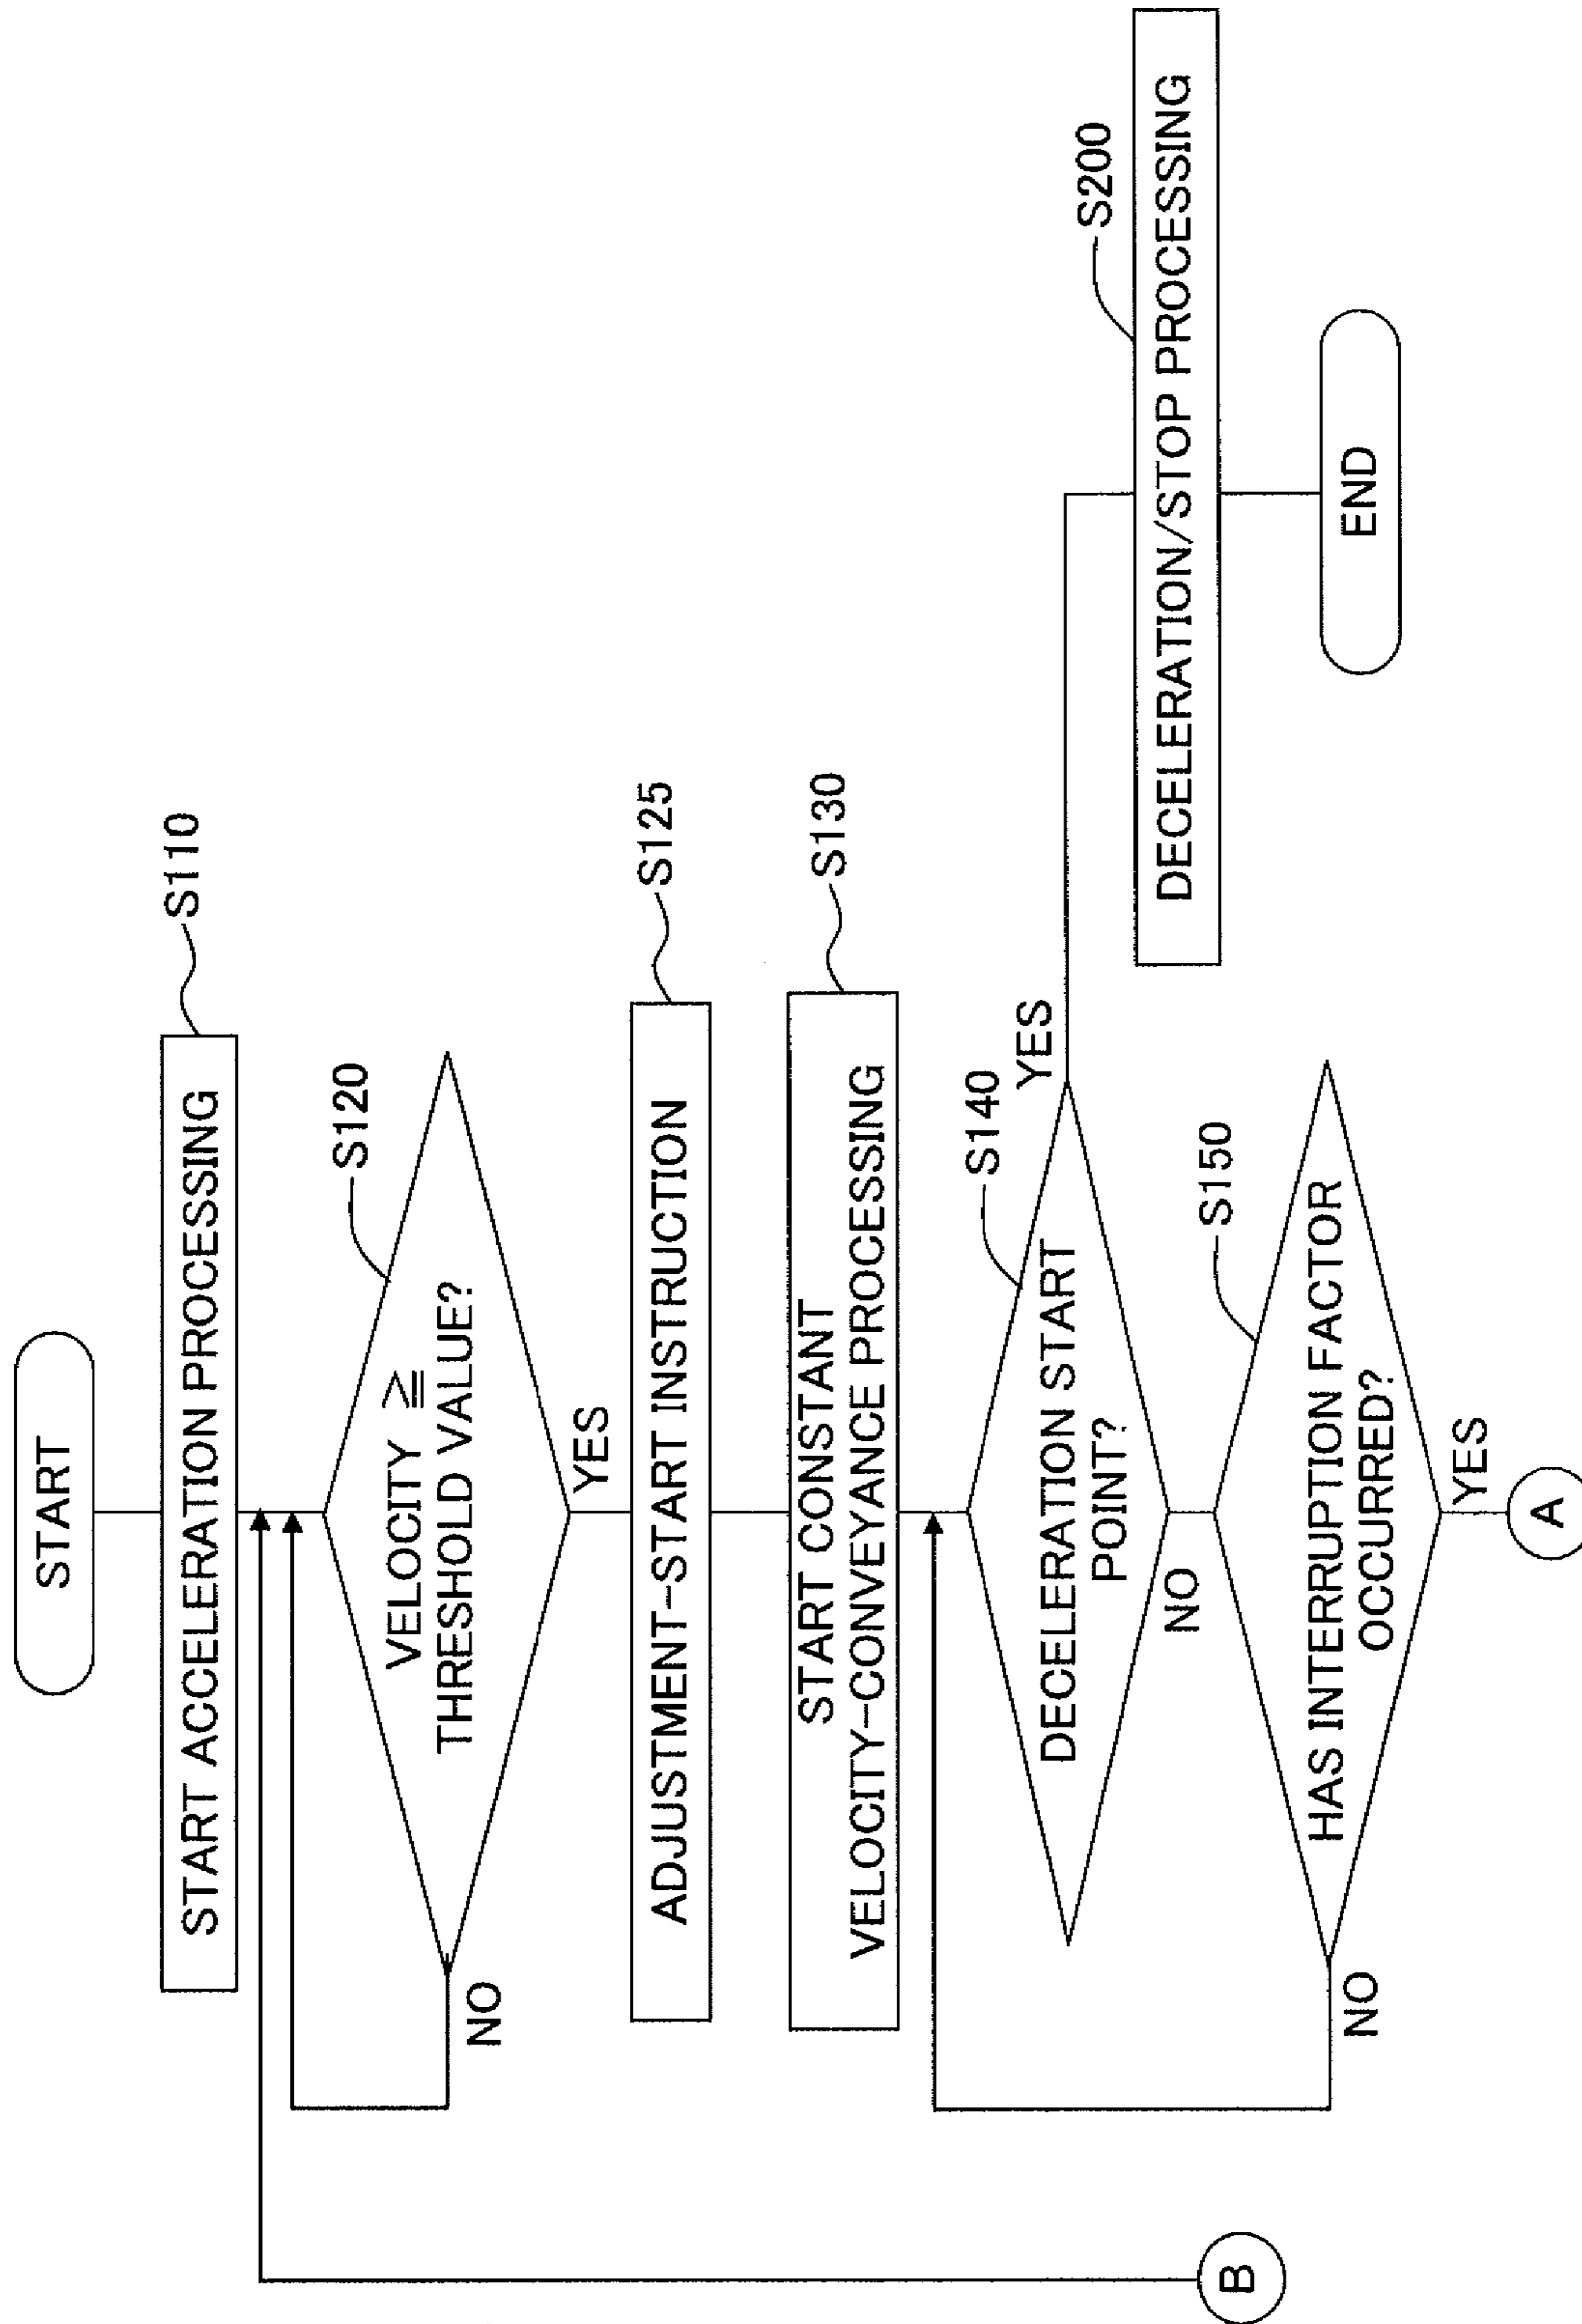 START
START ACCELERATION PROCESSING
S110
VELOCITY ≧
THRESHOLD VALUE?
S120
NO
YES
ADJUSTMENT-START INSTRUCTION
S125
START CONSTANT
VELOCITY-CONVEYANCE PROCESSING
S130
DECELERATION START
POINT?
S140
YES
NO
DECELERATION/STOP PROCESSING
S200
END
HAS INTERRUPTION FACTOR
OCCURRED?
S150
NO
YES
B
A